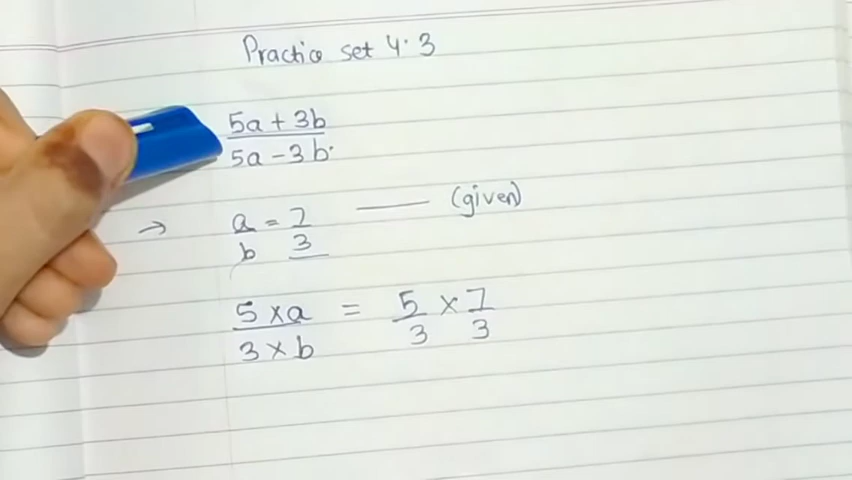 Practice set 4.3
5a + 3b
5a - 3b
→ a = 7 —— (given)
b 3
5 × a = 5 × 7
3 × b 3 3